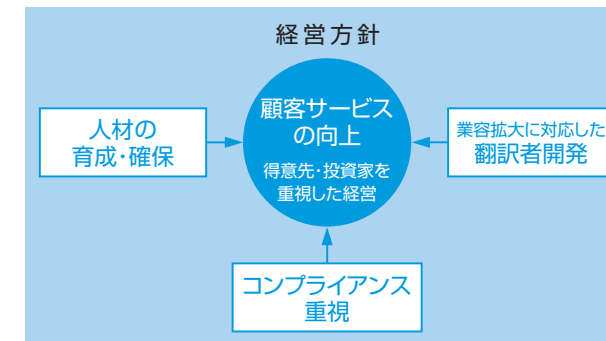 経営方針
顧客サービス
の向上
得意先・投資家を
重視した経営
人材の
育成・確保
業容拡大に対応した
翻訳者開発
コンプライアンス
重視